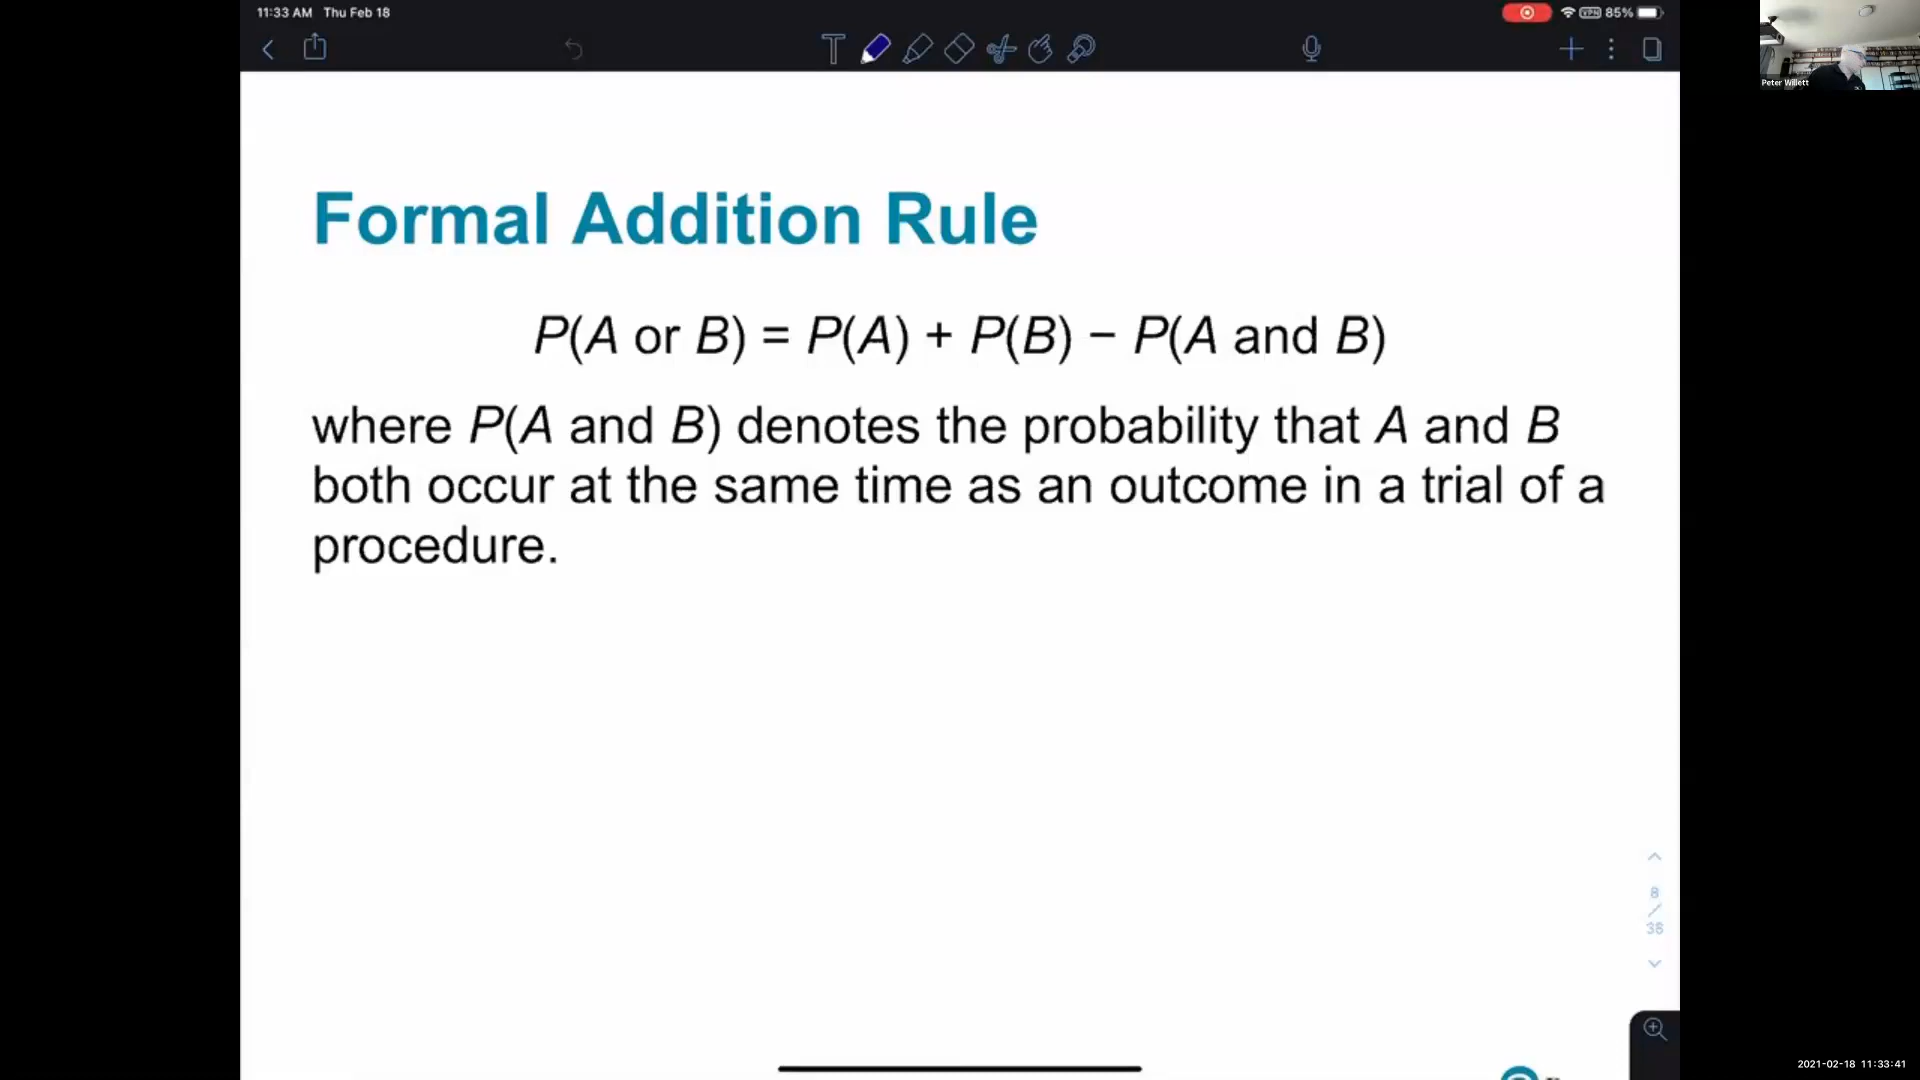 11:33 AM Thu Feb 18
VPN 85%
Peter Willett
Formal Addition Rule
P(A or B) = P(A) + P(B) − P(A and B)
where P(A and B) denotes the probability that A and B
both occur at the same time as an outcome in a trial of a
procedure.
8
/
38
2021-02-18 11:33:41